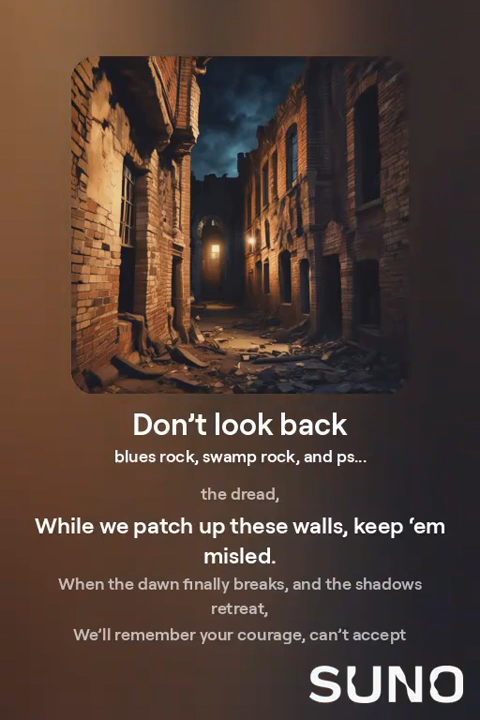 Don’t look back
blues rock, swamp rock, and ps...
the dread,
While we patch up these walls, keep ‘em
misled.
When the dawn finally breaks, and the shadows
retreat,
We’ll remember your courage, can’t accept
SUNO